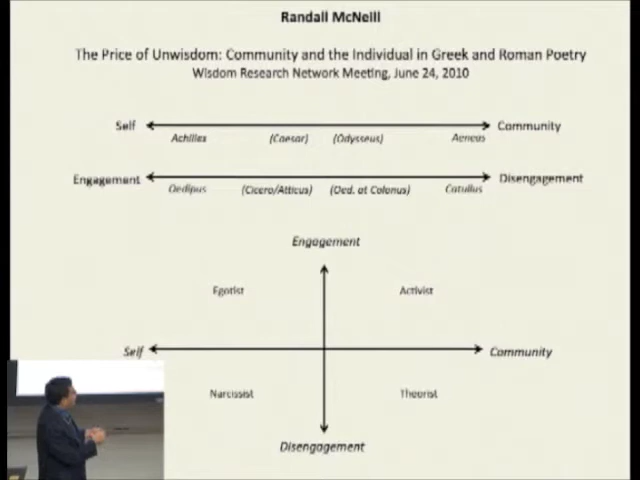 Randall McNeill
The Price of Unwisdom: Community and the Individual in Greek and Roman Poetry
Wisdom Research Network Meeting, June 24, 2010
Self Community
Achilles (Caesar) (Odysseus) Aeneas
Engagement Disengagement
Oedipus (Cicero/Atticus) (Oed. at Colonus) Catullus
Engagement
Egotist Activist
Self Community
Narcissist Theorist
Disengagement